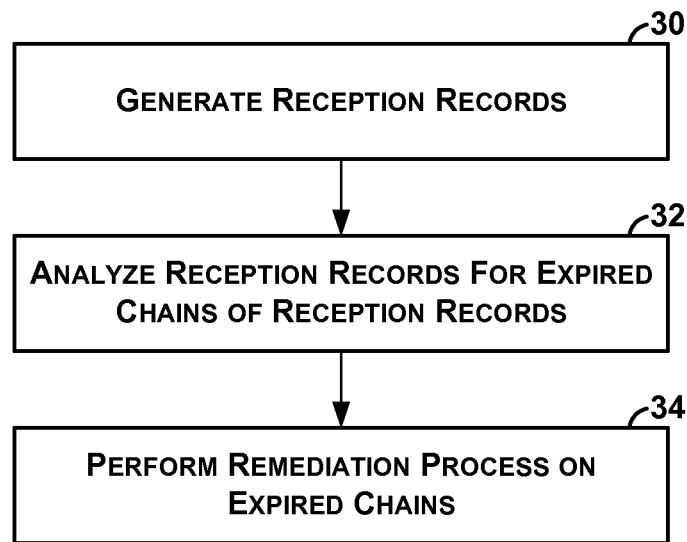 30
GENERATE RECEPTION RECORDS
32
ANALYZE RECEPTION RECORDS FOR EXPIRED
CHAINS OF RECEPTION RECORDS
34
PERFORM REMEDIATION PROCESS ON
EXPIRED CHAINS